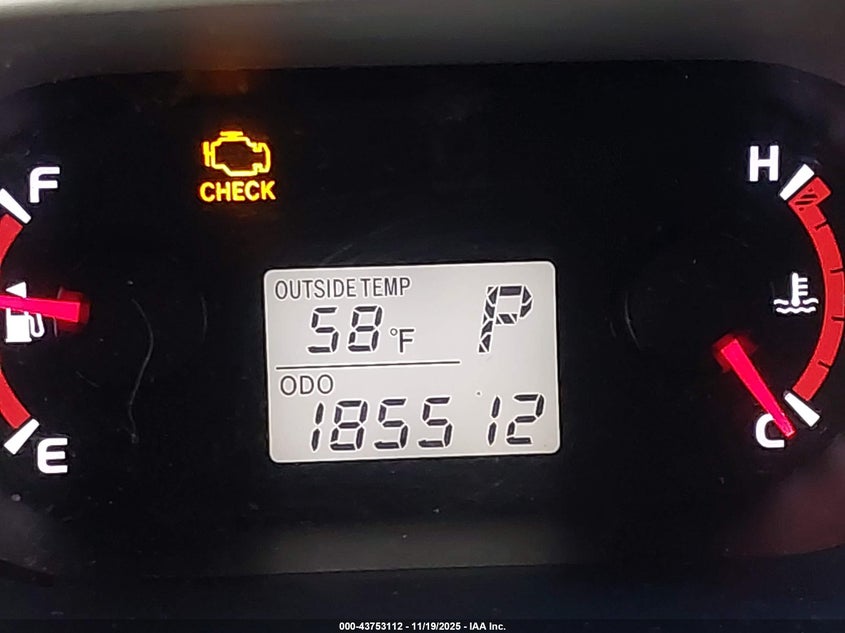 F
H
CHECK
OUTSIDE TEMP
P
58 °F
ODO
185512
E
C
000-43753112 - 11/19/2025 - IAA Inc.